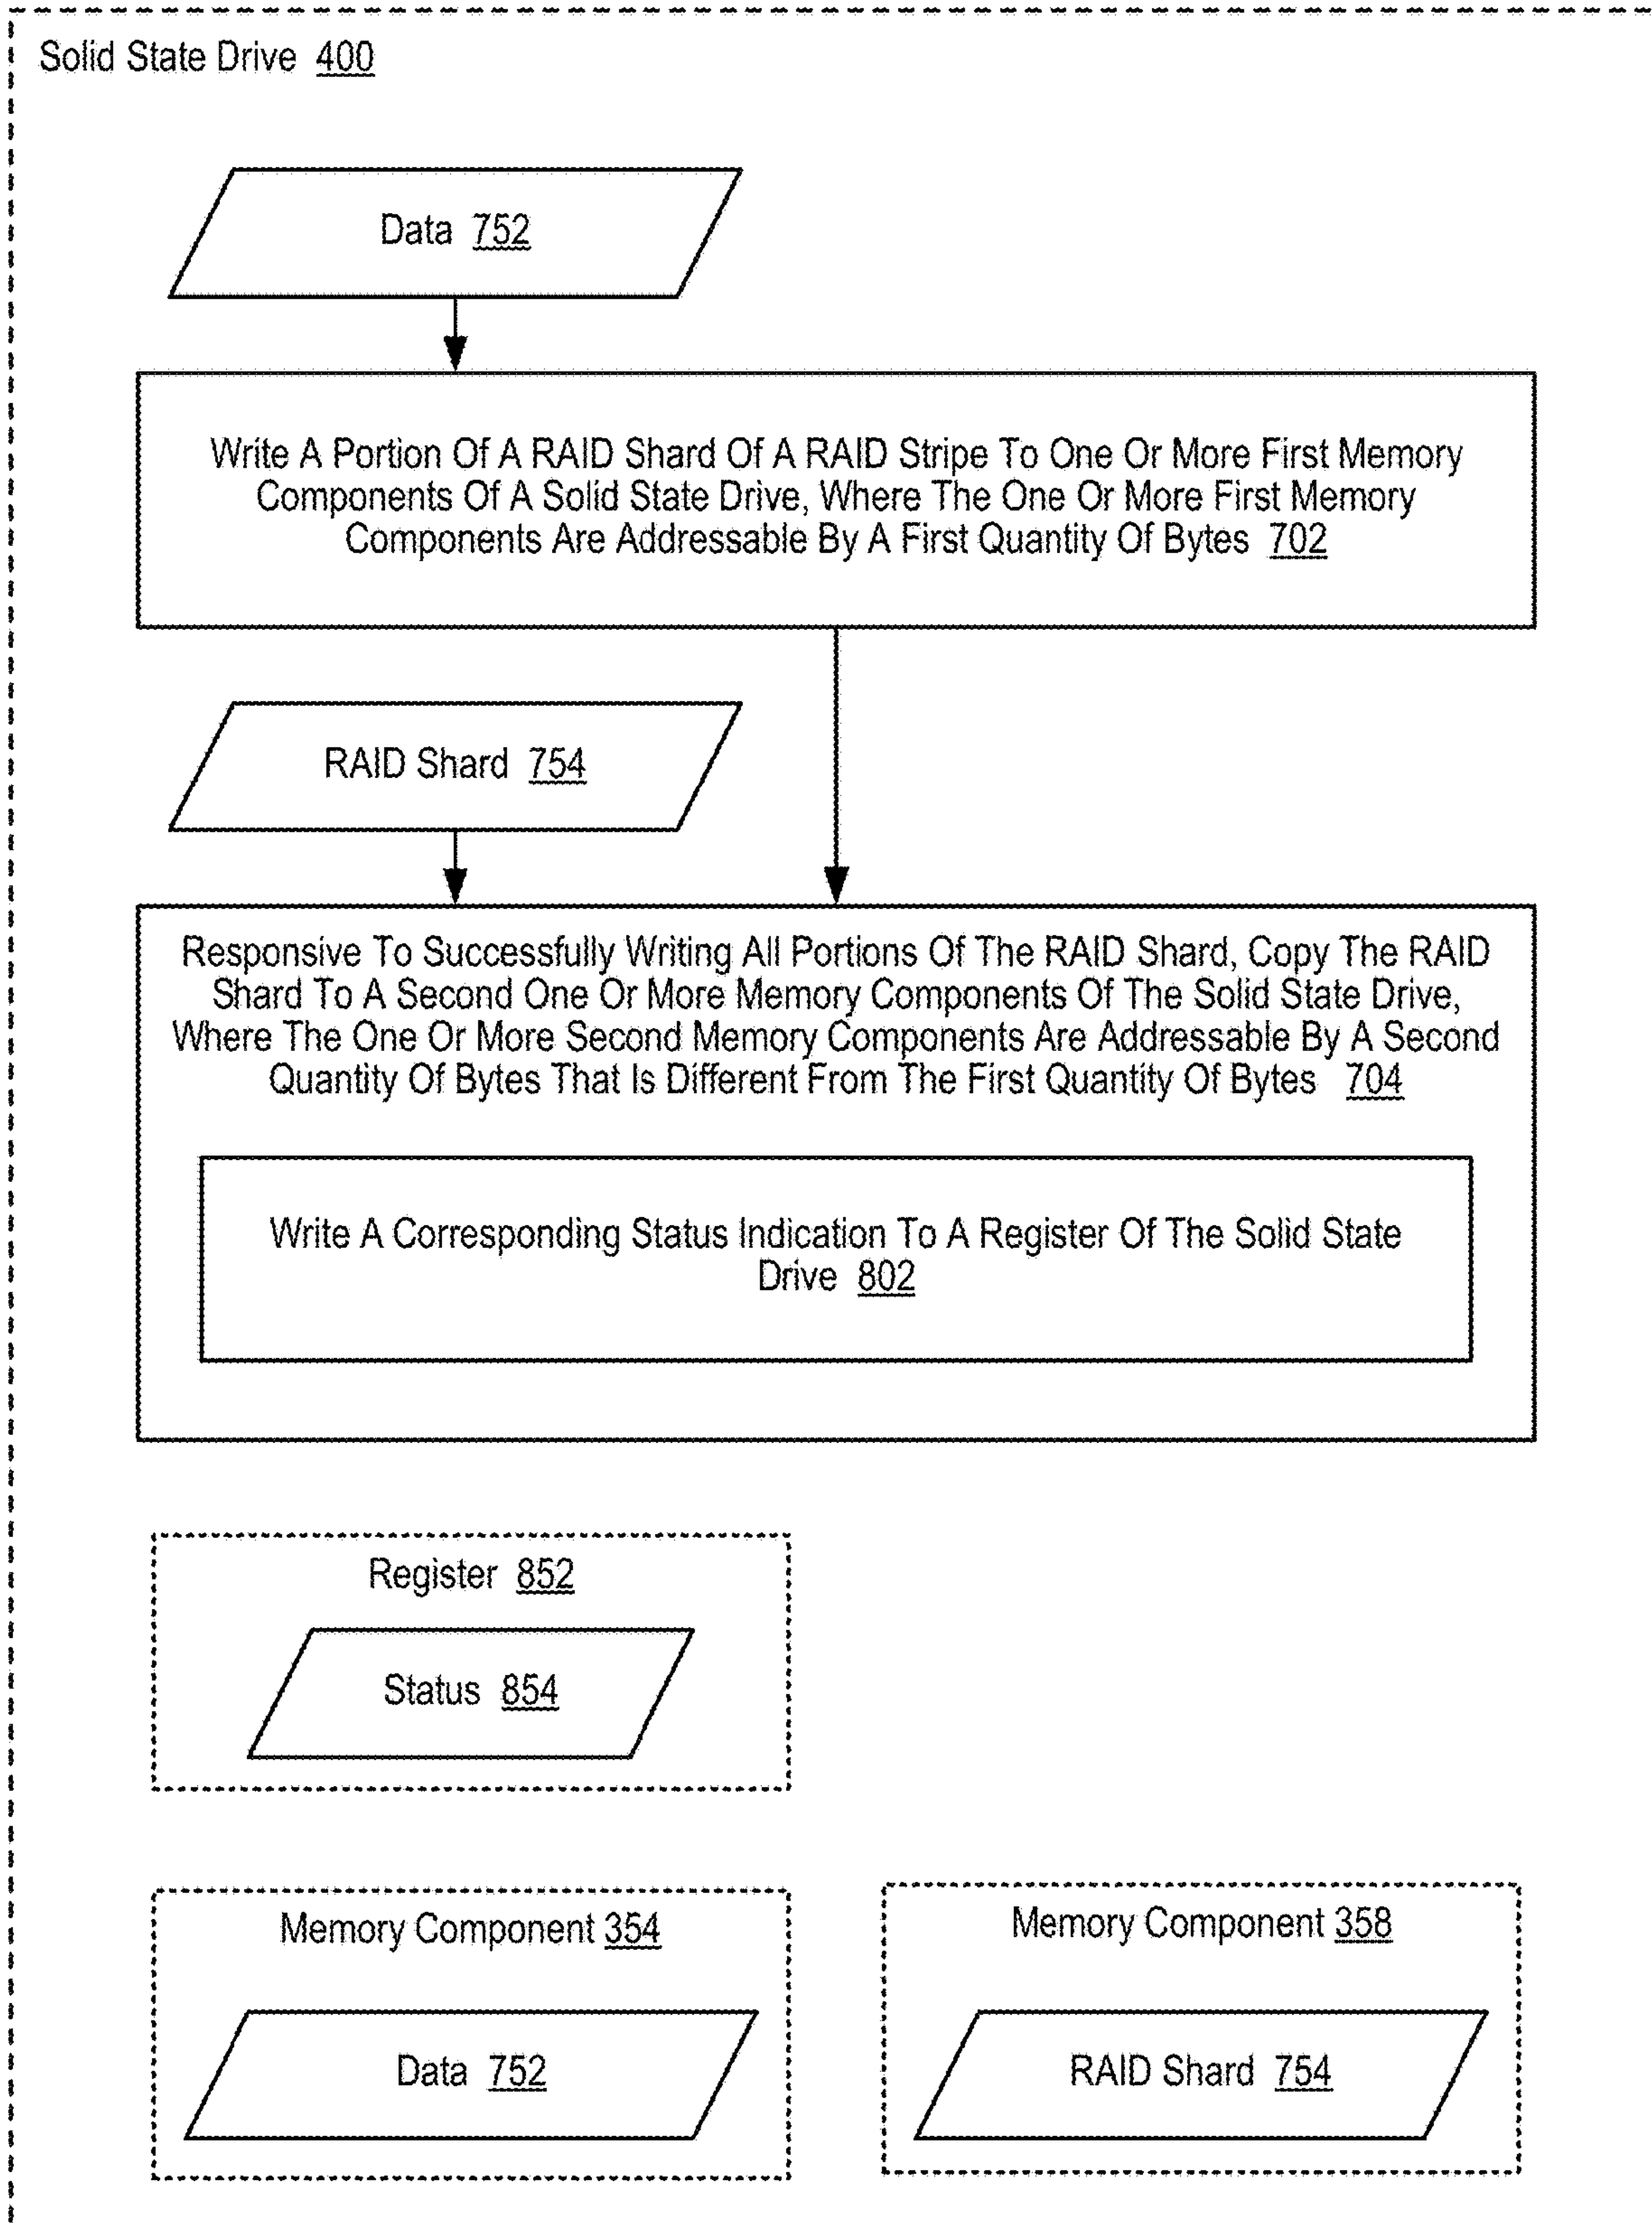 Solid State Drive 400
Data 752
Write A Portion Of A RAID Shard Of A RAID Stripe To One Or More First Memory
Components Of A Solid State Drive, Where The One Or More First Memory
Components Are Addressable By A First Quantity Of Bytes 702
RAID Shard 754
Responsive To Successfully Writing All Portions Of The RAID Shard, Copy The RAID
Shard To A Second One Or More Memory Components Of The Solid State Drive,
Where The One Or More Second Memory Components Are Addressable By A Second
Quantity Of Bytes That Is Different From The First Quantity Of Bytes 704
Write A Corresponding Status Indication To A Register Of The Solid State
Drive 802
Register 852
Status 854
Memory Component 354
Data 752
Memory Component 358
RAID Shard 754